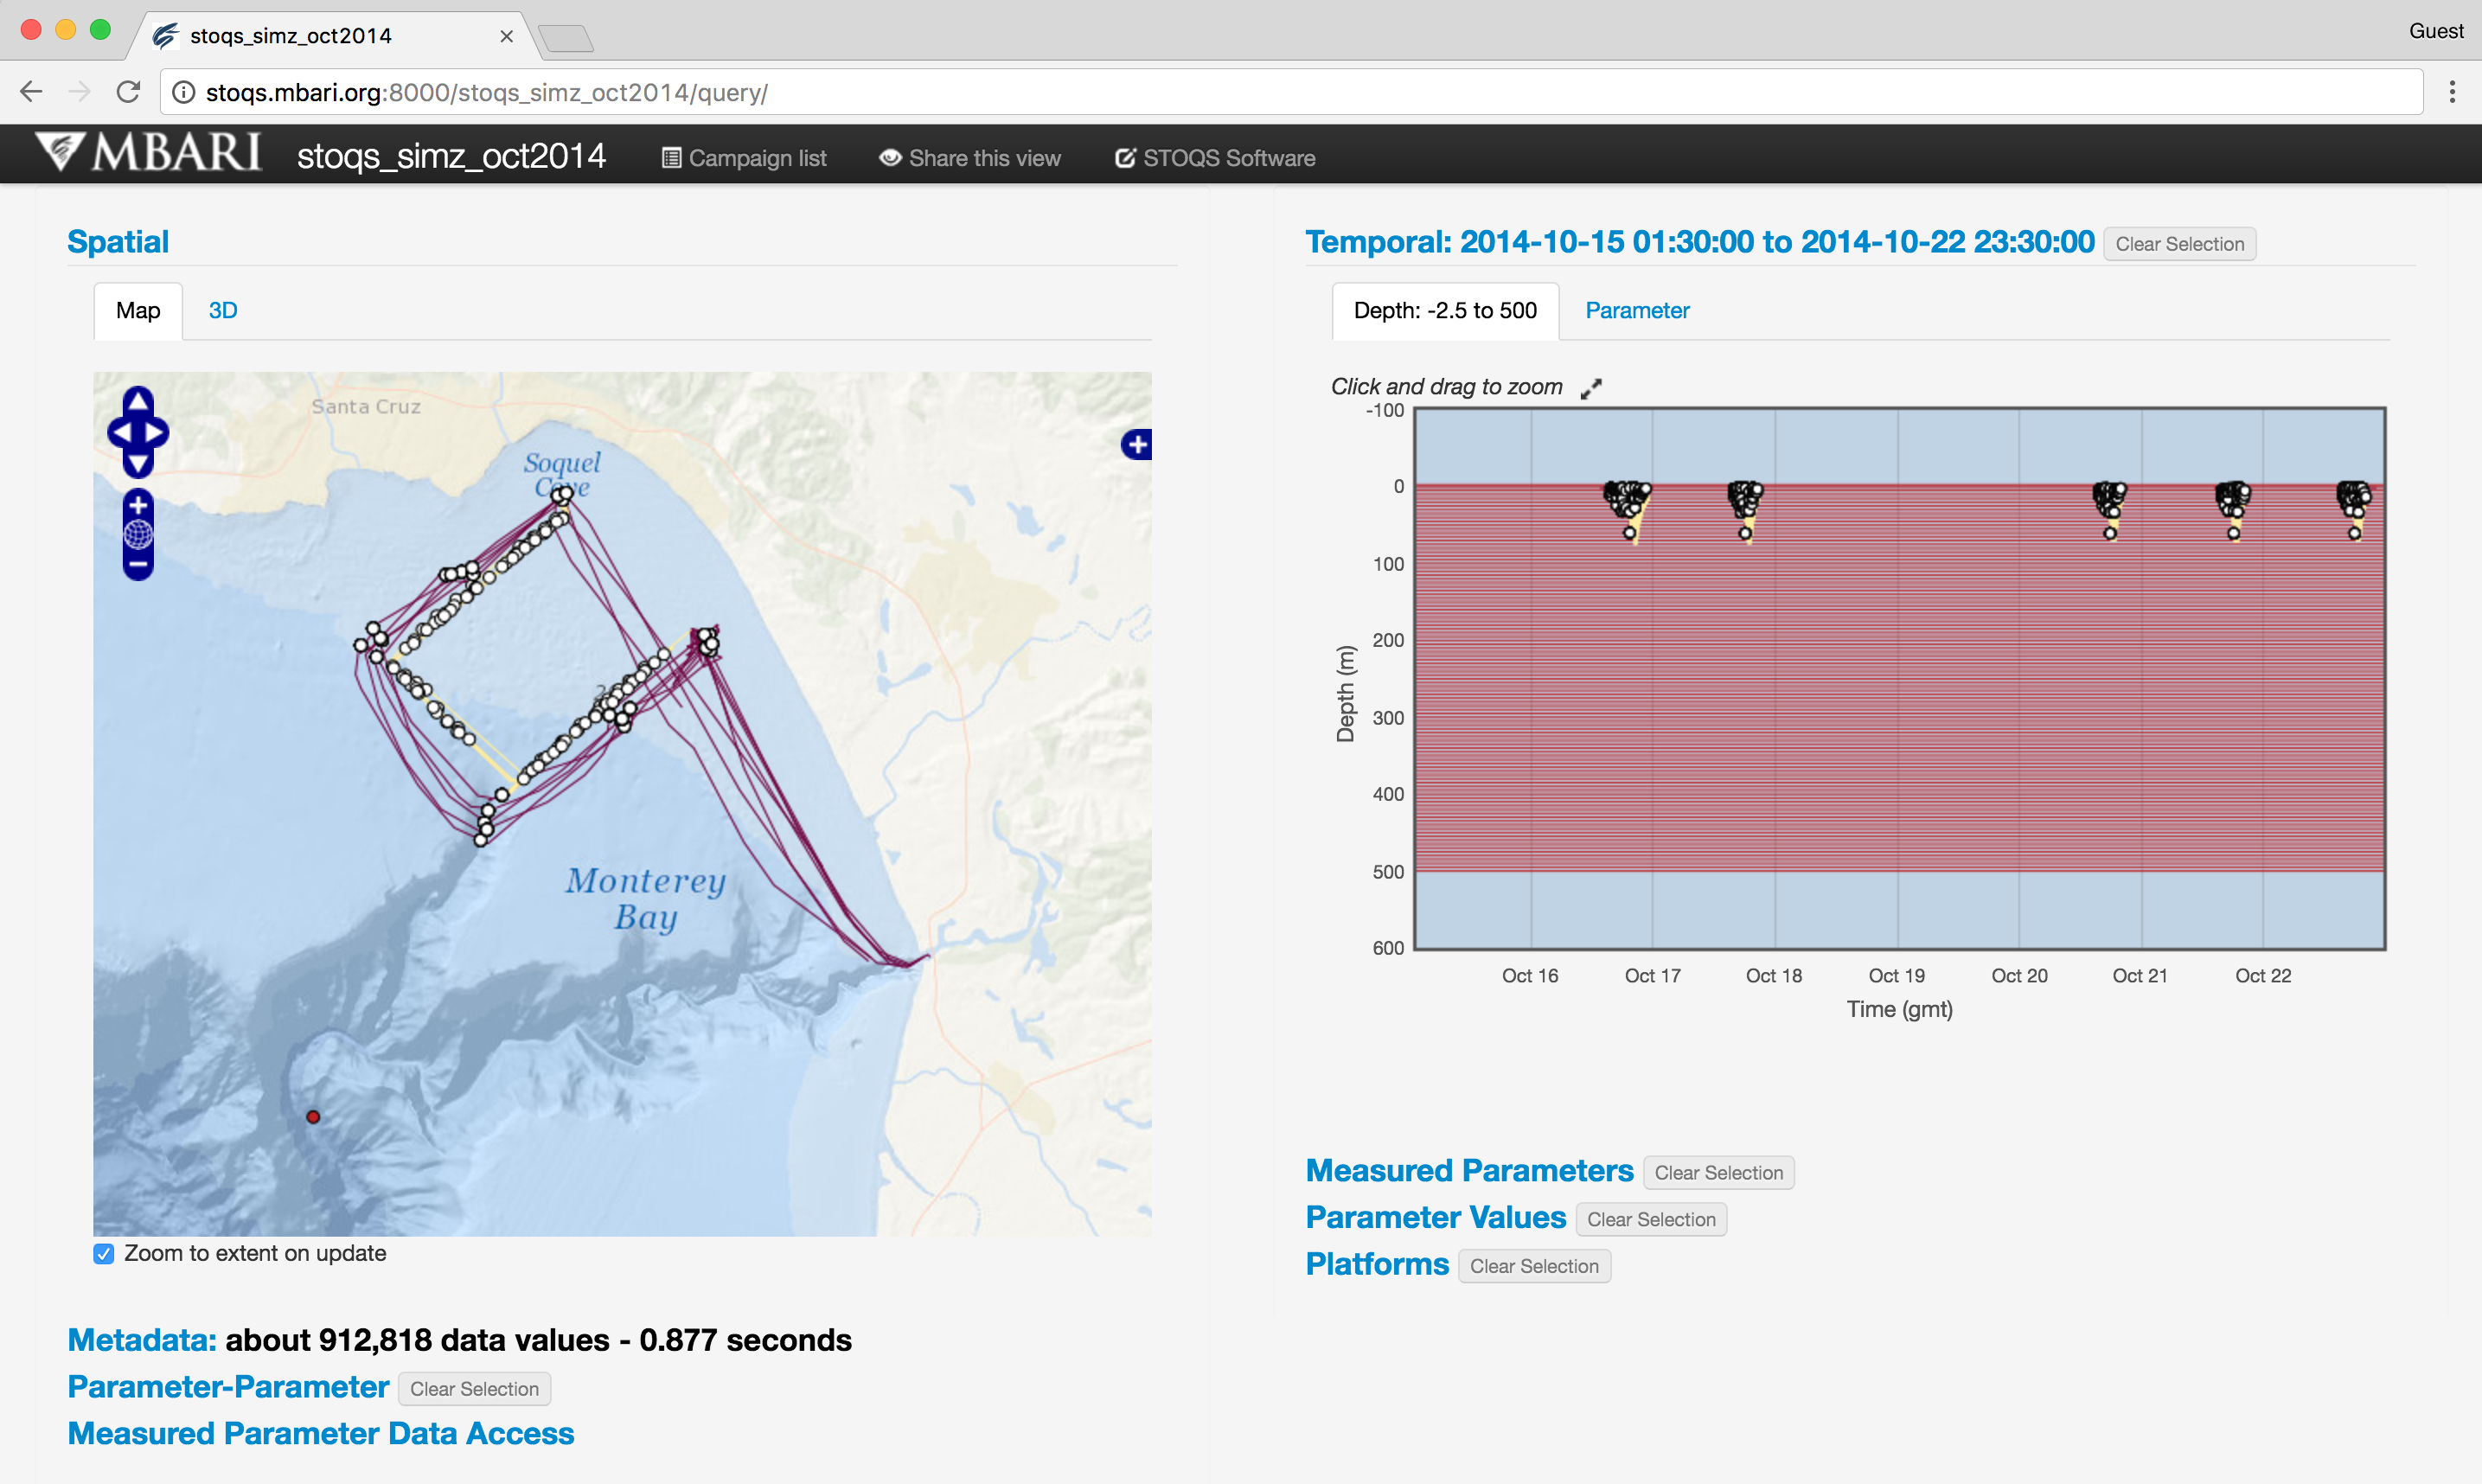 stoqs_simz_oct2014
Guest
stoqs.mbari.org:8000/stoqs_simz_oct2014/query/
MBARI stoqs_simz_oct2014 Campaign list Share this view STOQS Software
Spatial
Map 3D
Santa Cruz
Soquel
Cove
Monterey
Bay
Zoom to extent on update
Metadata: about 912,818 data values - 0.877 seconds
Parameter-Parameter Clear Selection
Measured Parameter Data Access
Temporal: 2014-10-15 01:30:00 to 2014-10-22 23:30:00 Clear Selection
Depth: -2.5 to 500 Parameter
Click and drag to zoom
-100
0
100
200
300
400
500
600
Depth (m)
Oct 16 Oct 17 Oct 18 Oct 19 Oct 20 Oct 21 Oct 22
Time (gmt)
Measured Parameters Clear Selection
Parameter Values Clear Selection
Platforms Clear Selection